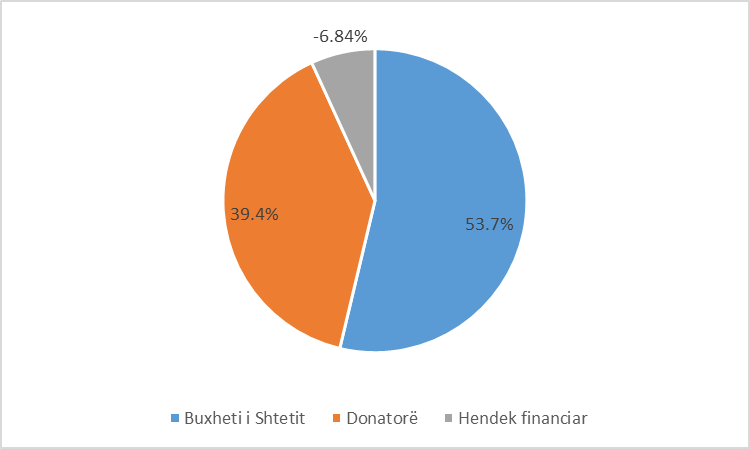 -6.84%
39.4%
53.7%
Buxheti i Shtetit
Donatorë
Hendek financiar